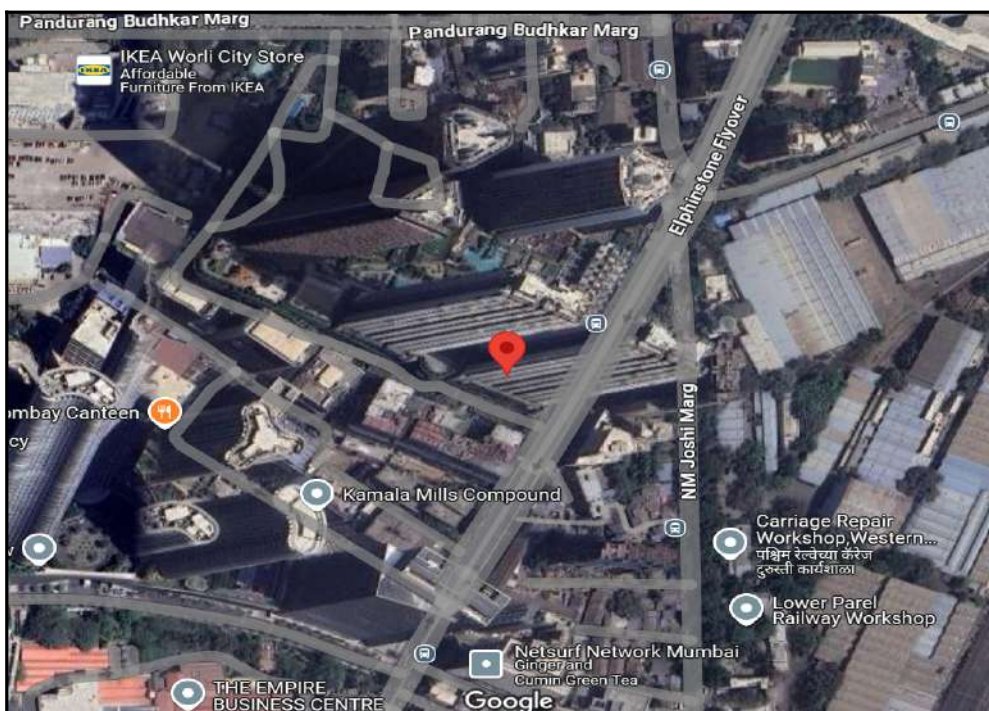 Pandurang Budhkar Marg
Pandurang Budhkar Marg
IKEA
IKEA Worli City Store
Affordable
Furniture From IKEA
Elphinstone Flyover
ombay Canteen
cy
Kamala Mills Compound
NM Joshi Marg
Carriage Repair
Workshop,Western...
पश्चिम रेल्वेच्या कॅरेज
दुरुस्ती कार्यशाळा
Lower Parel
Railway Workshop
Netsurf Network Mumbai
Ginger and
Cumin Green Tea
THE EMPIRE
BUSINESS CENTRE
Google